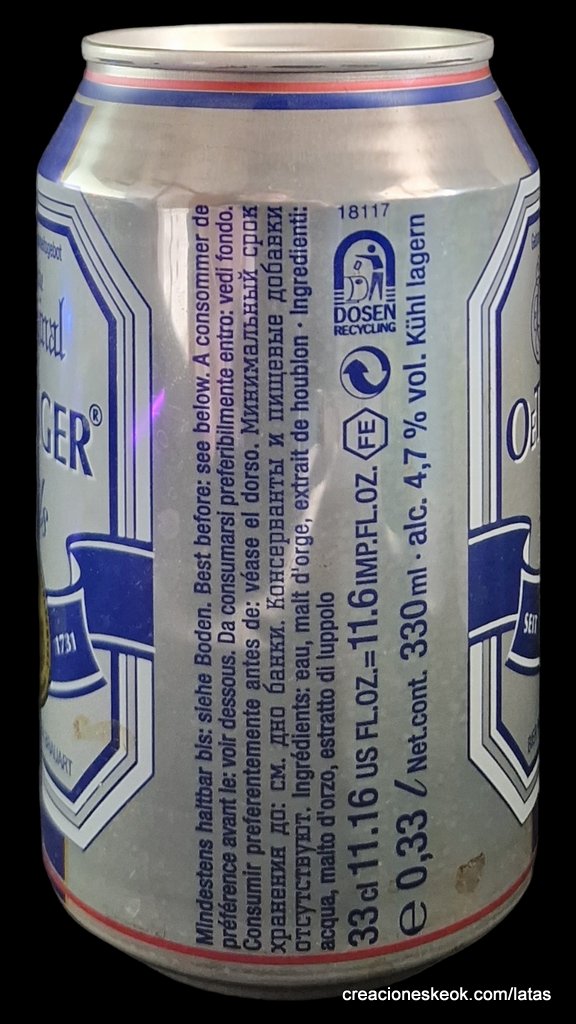 Mindestens haltbar bis: siehe Boden. Best before: see below. A consommer de
préférence avant le: voir dessous. Da consumarsi preferibilmente entro: vedi fondo.
Consumir preferentemente antes de: véase el dorso. Минимальный срок
хранения до: см. дно банки. Консерванты и пищевые добавки
отсутствуют. Ingrédients: eau, malt d'orge, extrait de houblon · Ingredienti:
acqua, malto d'orzo, estratto di luppolo
33 cl 11.16 US FL.OZ.= 11.6 IMP.FL.OZ.
e 0,33 l / Net.cont. 330 ml · alc. 4,7 % vol. Kühl lagern
18117
DOSEN
RECYCLING
FE
GER®
1731
BRAUART
OE
SEIT
creacioneskeok.com/latas